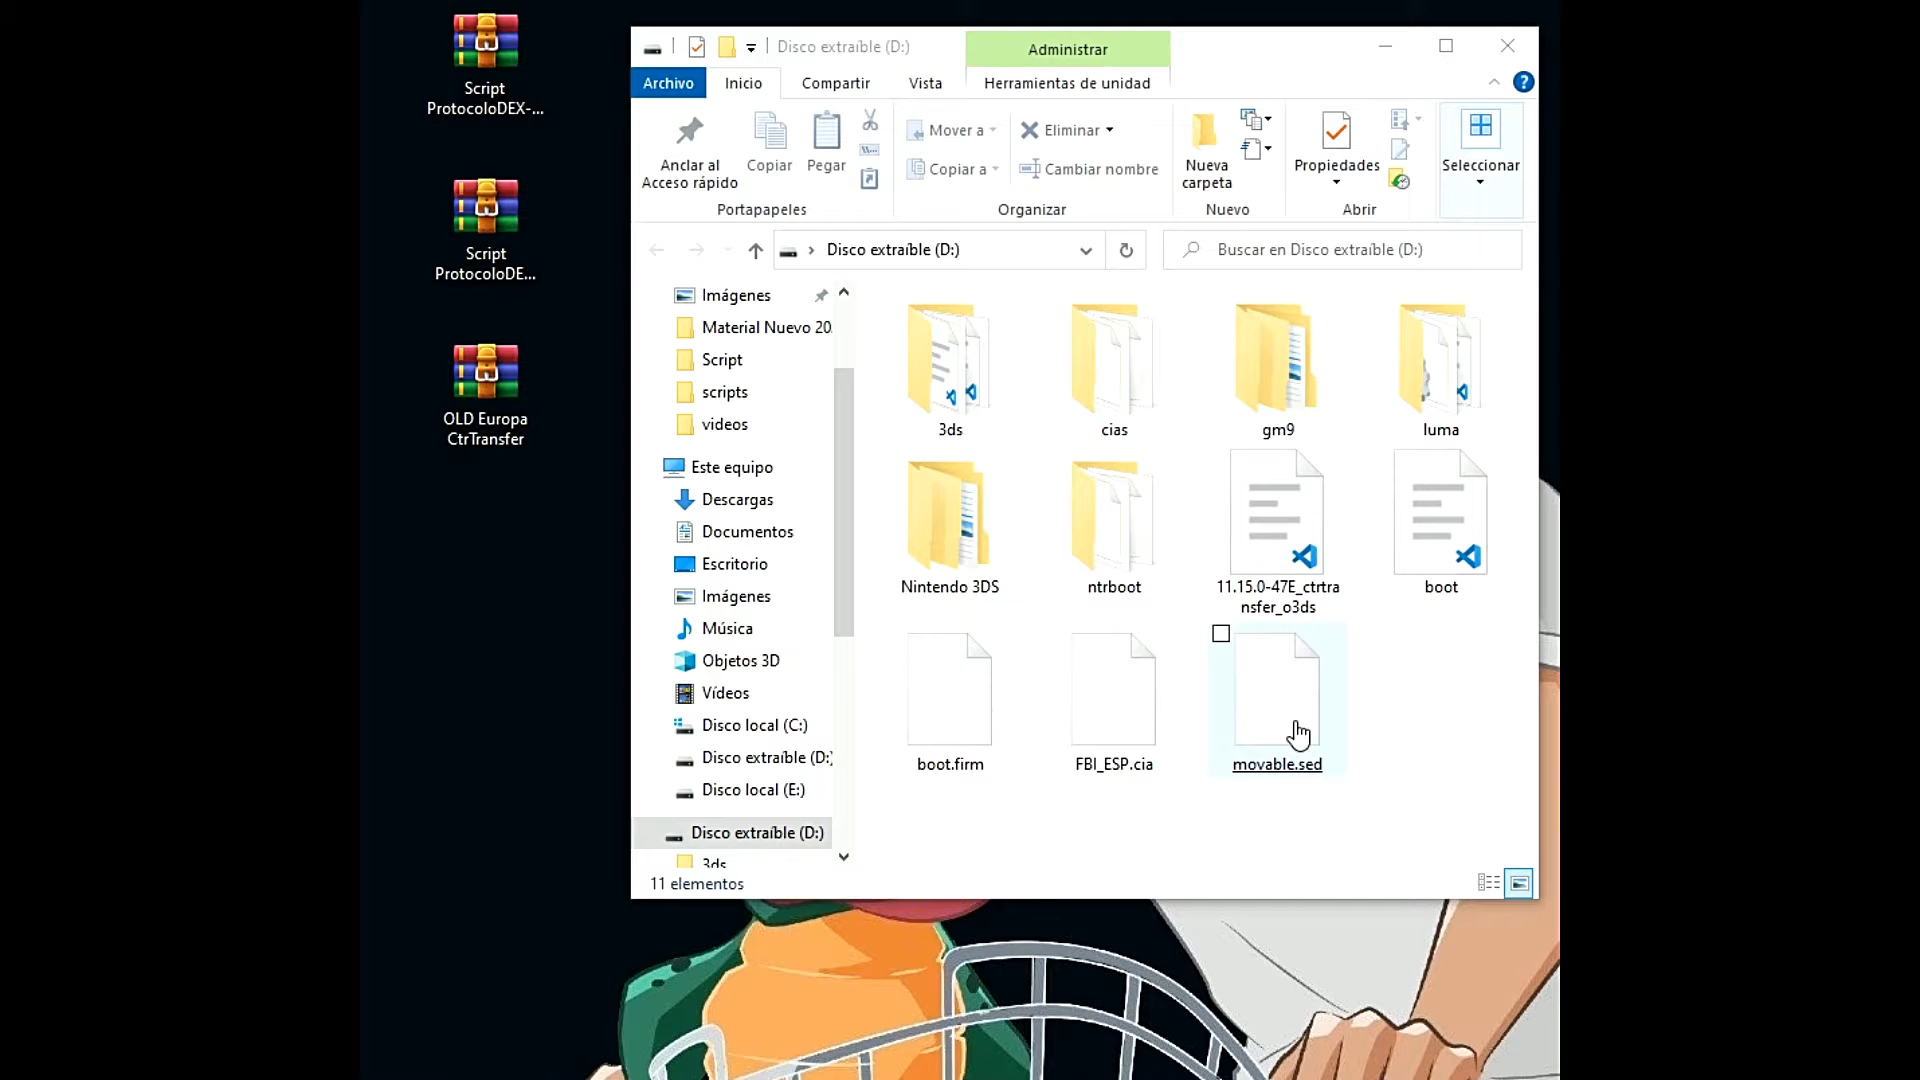 Script
ProtocoloDEX-...
Script
ProtocoloDE...
OLD Europa
CtrTransfer
Disco extraíble (D:)
Administrar
Archivo
Inicio
Compartir
Vista
Herramientas de unidad
Anclar al
Acceso rápido
Copiar
Pegar
Portapapeles
Mover a
Copiar a
Eliminar
Cambiar nombre
Organizar
Nueva
carpeta
Nuevo
Propiedades
Abrir
Seleccionar
Disco extraíble (D:)
Buscar en Disco extraíble (D:)
Imágenes
Material Nuevo 20
Script
scripts
videos
Este equipo
Descargas
Documentos
Escritorio
Imágenes
Música
Objetos 3D
Vídeos
Disco local (C:)
Disco extraíble (D:)
Disco local (E:)
Disco extraíble (D:)
3ds
3ds
cias
gm9
luma
Nintendo 3DS
ntrboot
11.15.0-47E_ctrtra
nsfer_o3ds
boot
boot.firm
FBI_ESP.cia
movable.sed
11 elementos